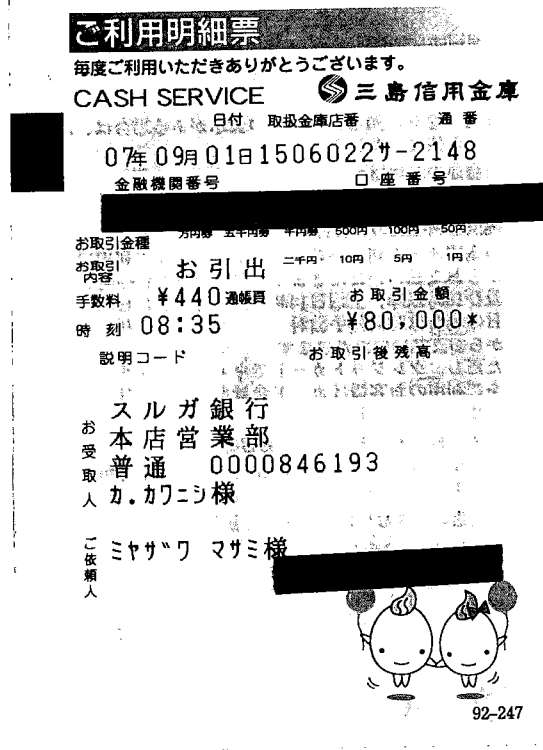 ご利用明細票
毎度ご利用いただきありがとうございます。
CASH SERVICE 三島信用金庫
日付 取扱金庫店番 通番
07年09月01日1506022サ-2148
金融機関番号 口座番号
お取引金種 万円券 五千円券 千円券 500円 100円 50円
お取引内容 お引出 二千円 10円 5円 1円
手数料 ¥440 通帳頁 お取引金額
時刻 08:35 ¥80,000*
説明コード お取引後残高
スルガ銀行
本店営業部
普通 0000846193
お受取人 カ.カワニシ様
ご依頼人 ミヤザワ マサミ様
92-247